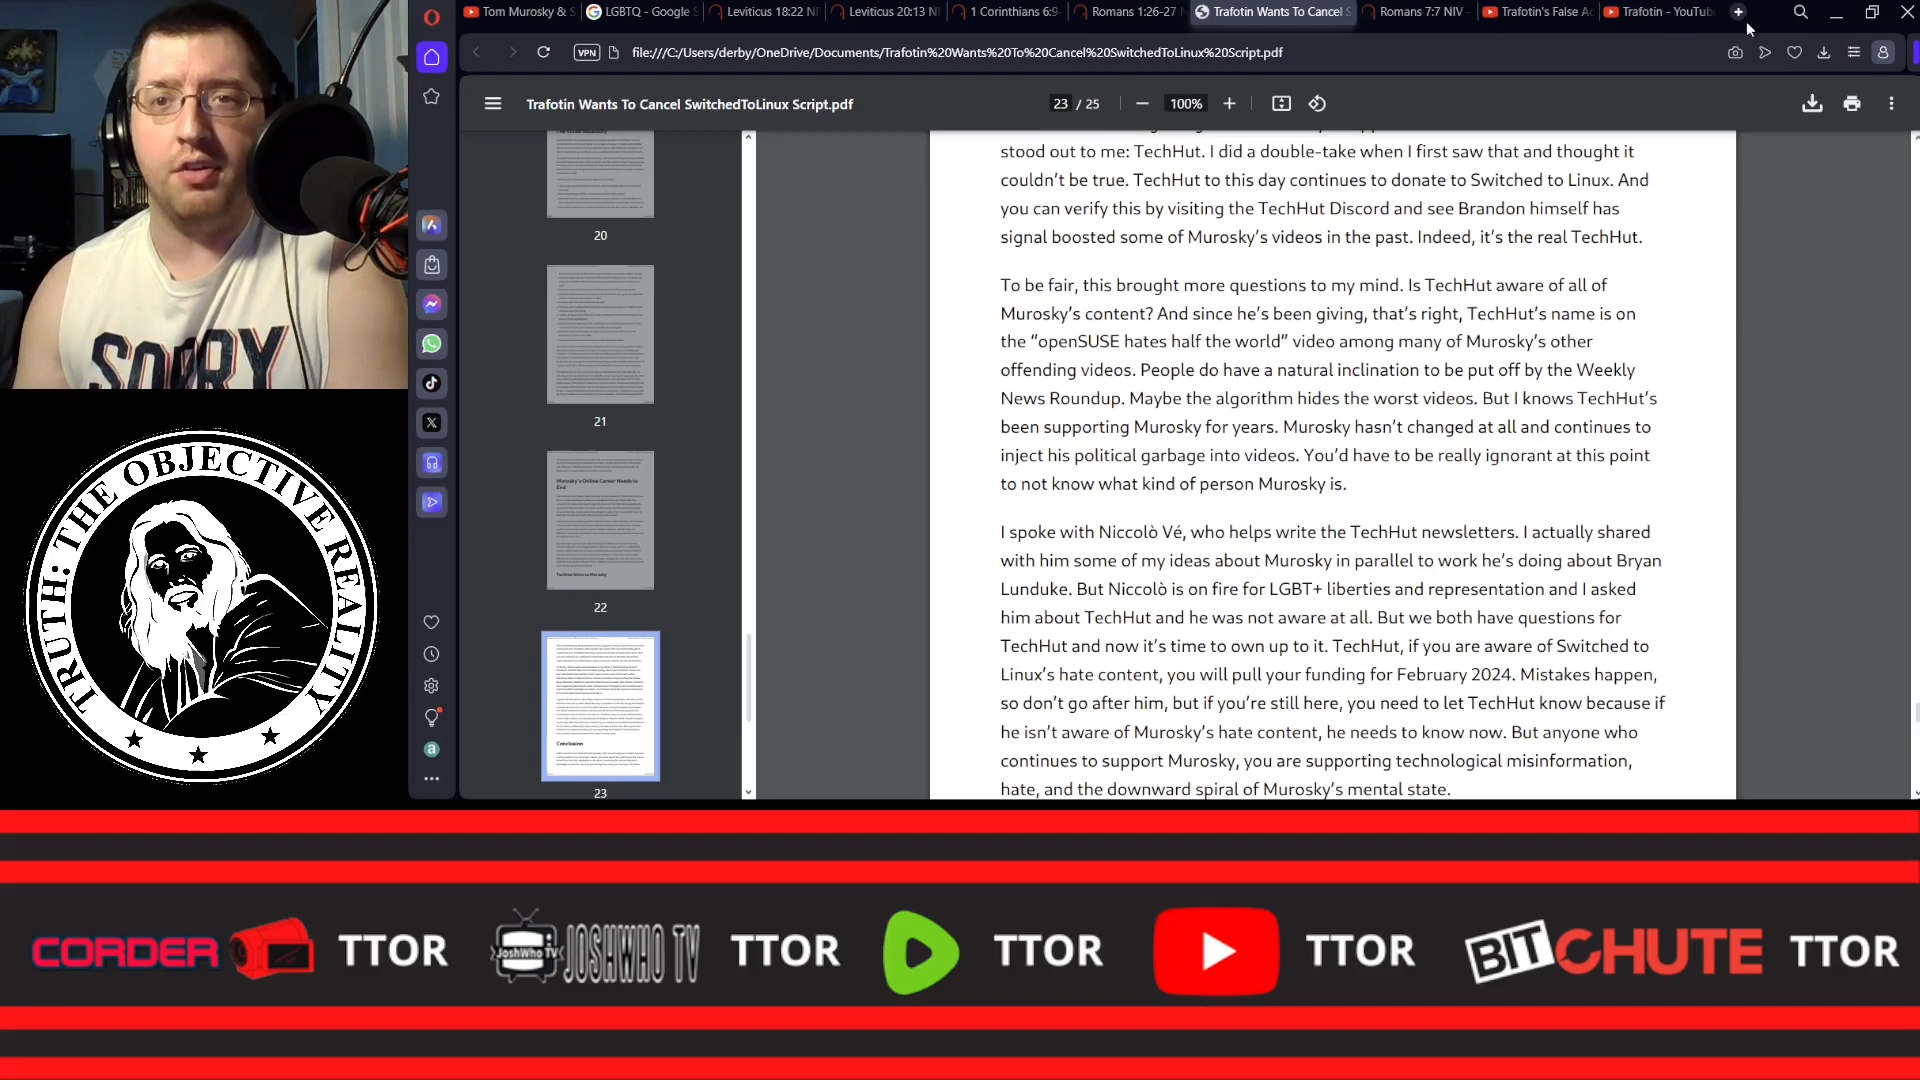 Tom Murosky & S
LGBTQ - Google S
Leviticus 18:22 NI
Leviticus 20:13 NI
1 Corinthians 6:9-
Romans 1:26-27
Trafotin Wants To Cancel S
Romans 7:7 NIV -
Trafotin's False Ac
Trafotin - YouTube
VPN
file:///C:/Users/derby/OneDrive/Documents/Trafotin%20Wants%20To%20Cancel%20SwitchedToLinux%20Script.pdf
Trafotin Wants To Cancel SwitchedToLinux Script.pdf
23 / 25
100%
SORRY
TRUTH: THE OBJECTIVE REALITY
20
21
Murosky's Online Career Needs to
End
22
Conclusion
23
stood out to me: TechHut. I did a double-take when I first saw that and thought it
couldn't be true. TechHut to this day continues to donate to Switched to Linux. And
you can verify this by visiting the TechHut Discord and see Brandon himself has
signal boosted some of Murosky's videos in the past. Indeed, it's the real TechHut.
To be fair, this brought more questions to my mind. Is TechHut aware of all of
Murosky's content? And since he's been giving, that's right, TechHut's name is on
the "openSUSE hates half the world" video among many of Murosky's other
offending videos. People do have a natural inclination to be put off by the Weekly
News Roundup. Maybe the algorithm hides the worst videos. But I knows TechHut's
been supporting Murosky for years. Murosky hasn't changed at all and continues to
inject his political garbage into videos. You'd have to be really ignorant at this point
to not know what kind of person Murosky is.
I spoke with Niccolò Vé, who helps write the TechHut newsletters. I actually shared
with him some of my ideas about Murosky in parallel to work he's doing about Bryan
Lunduke. But Niccolò is on fire for LGBT+ liberties and representation and I asked
him about TechHut and he was not aware at all. But we both have questions for
TechHut and now it's time to own up to it. TechHut, if you are aware of Switched to
Linux's hate content, you will pull your funding for February 2024. Mistakes happen,
so don't go after him, but if you're still here, you need to let TechHut know because if
he isn't aware of Murosky's hate content, he needs to know now. But anyone who
continues to support Murosky, you are supporting technological misinformation,
hate, and the downward spiral of Murosky's mental state.
CORDER TTOR
JoshWho TV JOSHWHO TV TTOR
TTOR
TTOR
BITCHUTE TTOR